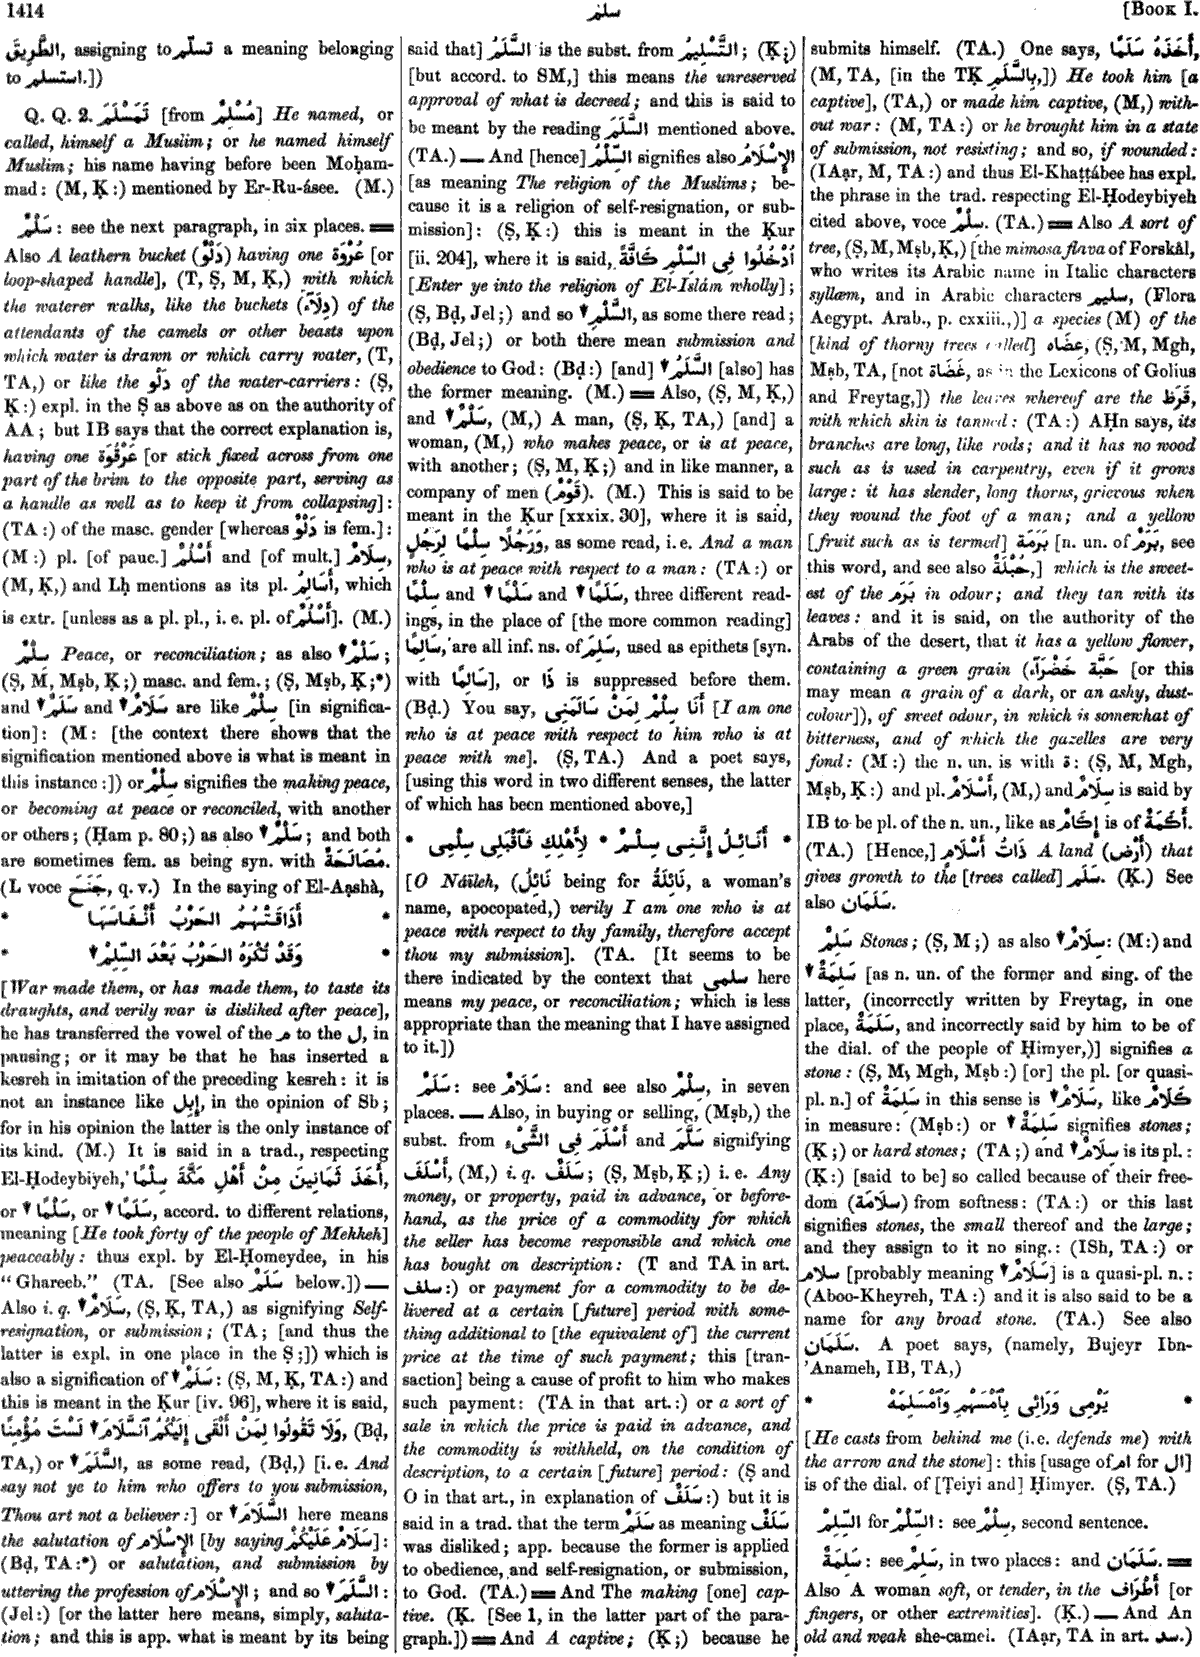 1414
سلم
[BOOK I.
الطَّرِيقَ, assigning to تسلّم a meaning belonging
to استسلم.])
Q. Q. 2. تَمَسْلَمَ [from مُسْلِمٌ] He named, or
called, himself a Muslim; or he named himself
Muslim; his name having before been Moḥam-
mad: (M, Ḳ:) mentioned by Er-Ru-ásee. (M.)
سَلْمٌ: see the next paragraph, in six places. ==
Also A leathern bucket (دَلْوٌ) having one عُرْوَة [or
loop-shaped handle], (T, Ṣ, M, Ḳ,) with which
the waterer walks, like the buckets (دِلَآء) of the
attendants of the camels or other beasts upon
which water is drawn or which carry water, (T,
TA,) or like the دَلْو of the water-carriers: (Ṣ,
Ḳ:) expl. in the Ṣ as above as on the authority of
AA; but IB says that the correct explanation is,
having one عَرْقُوَة [or stick fixed across from one
part of the brim to the opposite part, serving as
a handle as well as to keep it from collapsing]:
(TA:) of the masc. gender [whereas دَلْوٌ is fem.]:
(M:) pl. [of pauc.] أَسْلُمٌ and [of mult.] سِلَامٌ,
(M, Ḳ,) and Lḥ mentions as its pl. أَسَالِمُ, which
is extr. [unless as a pl. pl., i. e. pl. of أَسْلُمٌ]. (M.)
سِلْمٌ Peace, or reconciliation; as also ▼ سَلْمٌ;
(Ṣ, M, Mṣb, Ḳ;) masc. and fem.; (Ṣ, Mṣb, Ḳ;*)
and ▼ سَلَمٌ and ▼ سَلَامٌ are like سِلْمٌ [in significa-
tion]: (M: [the context there shows that the
signification mentioned above is what is meant in
this instance:]) or سِلْمٌ signifies the making peace,
or becoming at peace or reconciled, with another
or others; (Ḥam p. 80;) as also ▼ سَلْمٌ; and both
are sometimes fem. as being syn. with مُصَالَحَةٌ.
(L voce جَنَحَ, q. v.) In the saying of El-Aạshà,
* أَذَاقَتْهُمُ الحَرْبُ أَنْفَاسَهَا *
* وَقَدْ تُكْرَهُ الحَرْبُ بَعْدَ السِّلِمْ ▼ *
[War made them, or has made them, to taste its
draughts, and verily war is disliked after peace],
he has transferred the vowel of the م to the ل, in
pausing; or it may be that he has inserted a
kesreh in imitation of the preceding kesreh: it is
not an instance like إِبِل, in the opinion of Sb;
for in his opinion the latter is the only instance of
its kind. (M.) It is said in a trad., respecting
El-Ḥodeybiyeh, أَخَذَ ثَمَانِينَ مِنْ أَهْلِ مَكَّةَ سِلْمًا,
or ▼ سَلْمًا, or ▼ سَلَمًا, accord. to different relations,
meaning [He took forty of the people of Mekkeh]
peaceably: thus expl. by El-Ḥomeydee, in his
"Ghareeb." (TA. [See also سَلَمٌ below.]) —
Also i. q. ▼ سَلَامٌ, (Ṣ, Ḳ, TA,) as signifying Self-
resignation, or submission; (TA; [and thus the
latter is expl. in one place in the Ṣ;]) which is
also a signification of ▼ سَلَمٌ: (Ṣ, M, Ḳ, TA:) and
this is meant in the Ḳur [iv. 96], where it is said,
وَلَا تَقُولُوا لِمَنْ أَلْقَى إِلَيْكُمُ ٱلسَّلَامَ ▼ لَسْتَ مُؤْمِنًا, (Bḍ,
TA,) or ▼ السَّلَمَ, as some read, (Bḍ,) [i. e. And
say not ye to him who offers to you submission,
Thou art not a believer:] or ▼ السَّلَامَ here means
the salutation of الإِسْلَام [by saying سَلَامٌ عَلَيْكُمْ]:
(Bḍ, TA:*) or salutation, and submission by
uttering the profession of الإِسْلَام; and so ▼ السَّلَمَ:
(Jel:) [or the latter here means, simply, saluta-
tion; and this is app. what is meant by its being
said that] السَّلَمُ is the subst. from التَّسْلِيمُ; (Ḳ;)
[but accord. to SM,] this means the unreserved
approval of what is decreed; and this is said to
be meant by the reading السَّلَمَ mentioned above.
(TA.) — And [hence] السِّلْمُ signifies also الإِسْلَامُ
[as meaning The religion of the Muslims; be-
cause it is a religion of self-resignation, or sub-
mission]: (Ṣ, Ḳ:) this is meant in the Ḳur
[ii. 204], where it is said, اُدْخُلُوا فِى السِّلْمِ كَافَّةً
[Enter ye into the religion of El-Islám wholly];
(Ṣ, Bḍ, Jel;) and so ▼ السَّلْمِ, as some there read;
(Bḍ, Jel;) or both there mean submission and
obedience to God: (Bḍ:) [and] ▼ السَّلَمُ [also] has
the former meaning. (M.) == Also, (Ṣ, M, Ḳ,)
and ▼ سَلْمٌ, (M,) A man, (Ṣ, Ḳ, TA,) [and] a
woman, (M,) who makes peace, or is at peace,
with another; (Ṣ, M, Ḳ;) and in like manner, a
company of men (قَوْمٌ). (M.) This is said to be
meant in the Ḳur [xxxix. 30], where it is said,
وَرَجُلًا سِلْمًا لِرَجُلٍ, as some read, i. e. And a man
who is at peace with respect to a man: (TA:) or
سِلْمًا and ▼ سَلْمًا and ▼ سَلَمًا, three different read-
ings, in the place of [the more common reading]
سَالِمًا, are all inf. ns. of سَلِمَ, used as epithets [syn.
with سَالِمًا], or ذَا is suppressed before them.
(Bḍ.) You say, أَنَا سِلْمٌ لِمَنْ سَالَمَنِى [I am one
who is at peace with respect to him who is at
peace with me]. (Ṣ, TA.) And a poet says,
[using this word in two different senses, the latter
of which has been mentioned above,]
* أَنَائِلُ إِنَّنِى سِلْمٌ * لِأَهْلِكِ فَٱقْبَلِى سِلْمِى *
[O Náïleh, (نَائِلُ being for نَائِلَةُ, a woman's
name, apocopated,) verily I am one who is at
peace with respect to thy family, therefore accept
thou my submission]. (TA. [It seems to be
there indicated by the context that سلمى here
means my peace, or reconciliation; which is less
appropriate than the meaning that I have assigned
to it.])
سَلَمٌ: see سَلَامٌ: and see also سِلْمٌ, in seven
places. — Also, in buying or selling, (Mṣb,) the
subst. from أَسْلَمَ فِى الشَّىْءِ and سَلَّمَ signifying
أَسْلَفَ, (M,) i. q. سَلَفٌ; (Ṣ, Mṣb, Ḳ;) i. e. Any
money, or property, paid in advance, or before-
hand, as the price of a commodity for which
the seller has become responsible and which one
has bought on description: (T and TA in art.
سلف:) or payment for a commodity to be de-
livered at a certain [future] period with some-
thing additional to [the equivalent of] the current
price at the time of such payment; this [tran-
saction] being a cause of profit to him who makes
such payment: (TA in that art.:) or a sort of
sale in which the price is paid in advance, and
the commodity is withheld, on the condition of
description, to a certain [future] period: (Ṣ and
O in that art., in explanation of سَلَفٌ:) but it is
said in a trad. that the term سَلَمٌ as meaning سَلَفٌ
was disliked; app. because the former is applied
to obedience, and self-resignation, or submission,
to God. (TA.) == And The making [one] cap-
tive. (Ḳ. [See 1, in the latter part of the para-
graph.]) == And A captive; (Ḳ;) because he
submits himself. (TA.) One says, أَخَذَهُ سَلَمًا,
(M, TA, [in the TḲ بِالسَّلَمِ,]) He took him [a
captive], (TA,) or made him captive, (M,) with-
out war: (M, TA:) or he brought him in a state
of submission, not resisting; and so, if wounded:
(IAạr, M, TA:) and thus El-Khaṭṭábee has expl.
the phrase in the trad. respecting El-Ḥodeybiyeh
cited above, voce سِلْمٌ. (TA.) == Also A sort of
tree, (Ṣ, M, Mṣb, Ḳ,) [the mimosa flava of Forskål,
who writes its Arabic name in Italic characters
syllæm, and in Arabic characters سليم, (Flora
Aegypt. Arab., p. cxxiii.,)] a species (M) of the
[kind of thorny trees called] عِضَاه, (Ṣ, M, Mgh,
Mṣb, TA, [not غَضَاة, as in the Lexicons of Golius
and Freytag,]) the leaves whereof are the قَرَظ
with which skin is tanned: (TA:) AḤn says, its
branches are long, like rods; and it has no wood
such as is used in carpentry, even if it grows
large: it has slender, long thorns, grievous when
they wound the foot of a man; and a yellow
[fruit such as is termed] بَرَمَة [n. un. of بَرَمٌ, see
this word, and see also حُبْلَةٌ,] which is the sweet-
est of the بَرَم in odour; and they tan with its
leaves: and it is said, on the authority of the
Arabs of the desert, that it has a yellow flower,
containing a green grain (حَبَّة خَضْرَآء [or this
may mean a grain of a dark, or an ashy, dust-
colour]), of sweet odour, in which is somewhat of
bitterness, and of which the gazelles are very
fond: (M:) the n. un. is with ة: (Ṣ, M, Mgh,
Mṣb, Ḳ:) and pl. أَسْلَامٌ, (M,) and سِلَامٌ is said by
IB to be pl. of the n. un., like as إِكَامٌ is of أَكَمَةٌ.
(TA.) [Hence,] ذَاتُ أَسْلَامٍ A land (أَرْض) that
gives growth to the [trees called] سَلَم. (Ḳ.) See
also سَلَمَان.
سَلِمٌ Stones; (Ṣ, M;) as also ▼ سِلَامٌ: (M:) and
▼ سَلِمَةٌ [as n. un. of the former and sing. of the
latter, (incorrectly written by Freytag, in one
place, سَلَمَةٌ, and incorrectly said by him to be of
the dial. of the people of Ḥimyer,)] signifies a
stone: (Ṣ, M, Mgh, Mṣb:) [or] the pl. [or quasi-
pl. n.] of سَلِمَةٌ in this sense is ▼ سَلَامٌ, like كَلَامٌ
in measure: (Mṣb:) or ▼ سَلِمَةٌ signifies stones;
(Ḳ;) or hard stones; (TA;) and ▼ سِلَامٌ is its pl.:
(Ḳ:) [said to be] so called because of their free-
dom (سَلَامَة) from softness: (TA:) or this last
signifies stones, the small thereof and the large;
and they assign to it no sing.: (ISh, TA:) or
سلام [probably meaning ▼ سَلَامٌ] is a quasi-pl. n.:
(Aboo-Kheyreh, TA:) and it is also said to be a
name for any broad stone. (TA.) See also
سَلَمَان. A poet says, (namely, Bujeyr Ibn-
'Anameh, IB, TA,)
* يَرْمِى وَرَائِى بِٱمْسَهْمِ وَٱمْسَلِمَهْ *
[He casts from behind me (i. e. defends me) with
the arrow and the stone]: this [usage of ام for ال]
is of the dial. of [Ṭeiyi and] Ḥimyer. (Ṣ, TA.)
السِّلِمْ for السِّلْمُ: see سِلْمٌ, second sentence.
سَلِمَةٌ: see سَلِمٌ, in two places: and سَلَمَان. ==
Also A woman soft, or tender, in the أَطْرَاف [or
fingers, or other extremities]. (Ḳ.) — And An
old and weak she-camel. (IAạr, TA in art. سد.)